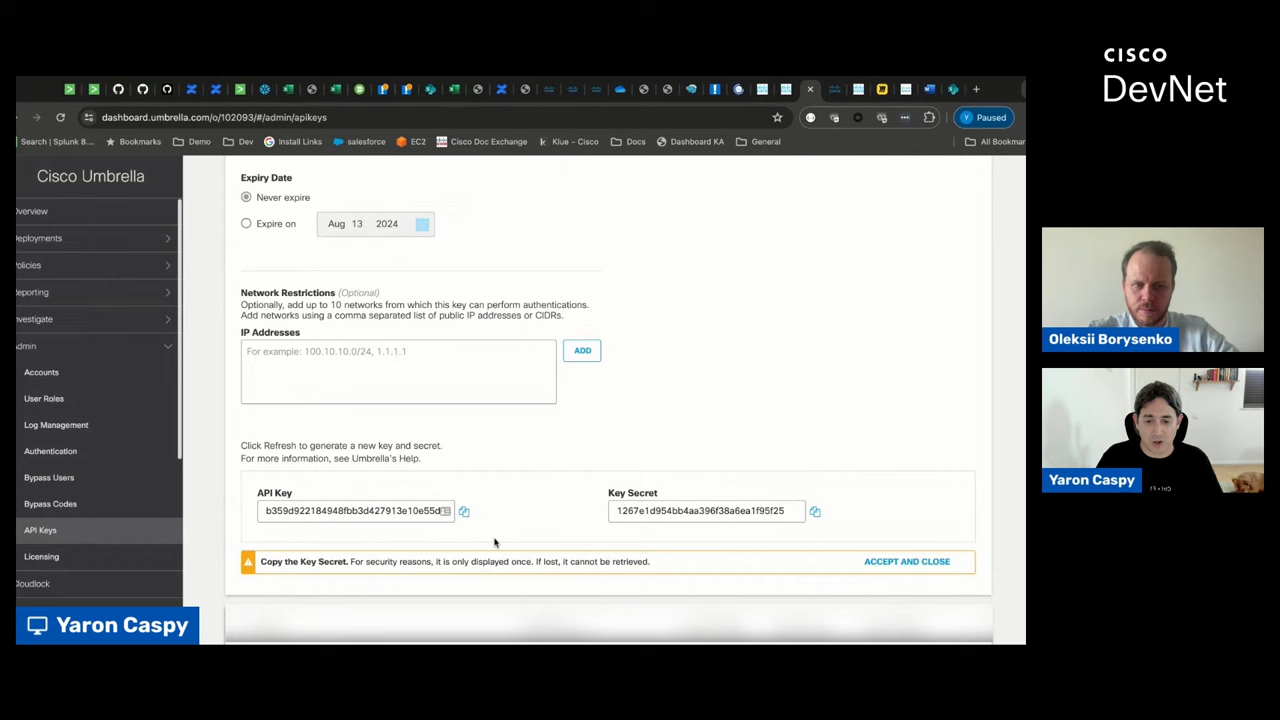 CISCO
DevNet
dashboard.umbrella.com/o/102093/#/admin/apikeys
Paused
Search | Splunk 8....
Bookmarks
Demo
Dev
Install Links
salesforce
EC2
Cisco Doc Exchange
Klue – Cisco
Docs
Dashboard KA
General
All Bookmar
Cisco Umbrella
Overview
Deployments
Policies
Reporting
Investigate
Admin
Accounts
User Roles
Log Management
Authentication
Bypass Users
Bypass Codes
API Keys
Licensing
Cloudlock
Expiry Date
Never expire
Expire on
Aug 13 2024
Network Restrictions (Optional)
Optionally, add up to 10 networks from which this key can perform authentications.
Add networks using a comma separated list of public IP addresses or CIDRs.
IP Addresses
For example: 100.10.10.0/24, 1.1.1.1
ADD
Click Refresh to generate a new key and secret.
For more information, see Umbrella's Help.
API Key
b359d922184948fbb3d427913e10e55d
Key Secret
1267e1d954bb4aa396f38a6ea1f95f25
Copy the Key Secret. For security reasons, it is only displayed once. If lost, it cannot be retrieved.
ACCEPT AND CLOSE
Yaron Caspy
Oleksii Borysenko
Yaron Caspy